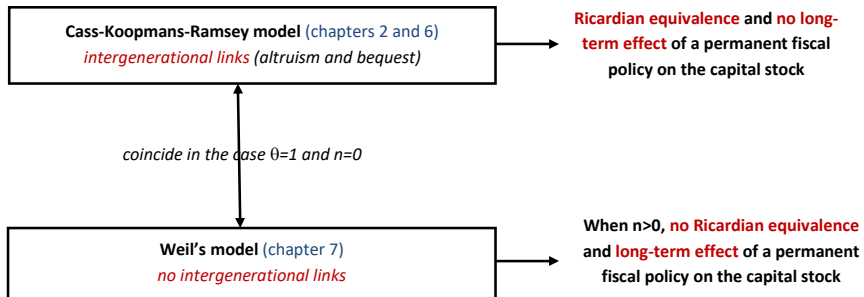 Cass-Koopmans-Ramsey model (chapters 2 and 6)
intergenerational links (altruism and bequest)
Ricardian equivalence and no long-
term effect of a permanent fiscal
policy on the capital stock
coincide in the case θ=1 and n=0
Weil's model (chapter 7)
no intergenerational links
When n>0, no Ricardian equivalence
and long-term effect of a permanent
fiscal policy on the capital stock